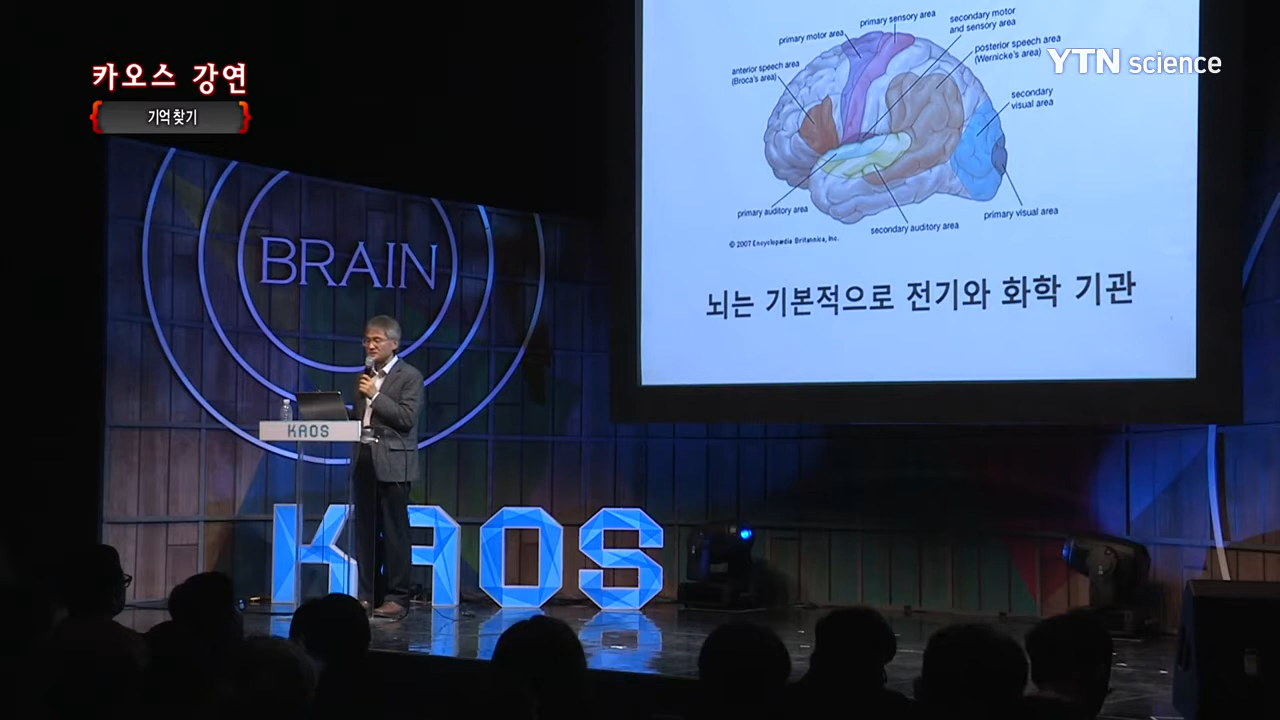 카오스 강연
기억 찾기
YTN science
primary sensory area
secondary motor
and sensory area
primary motor area
posterior speech area
(Wernicke's area)
anterior speech area
(Broca's area)
secondary
visual area
primary auditory area
primary visual area
secondary auditory area
© 2007 Encyclopædia Britannica, Inc.
뇌는 기본적으로 전기와 화학 기관
BRAIN
KAOS
KAOS